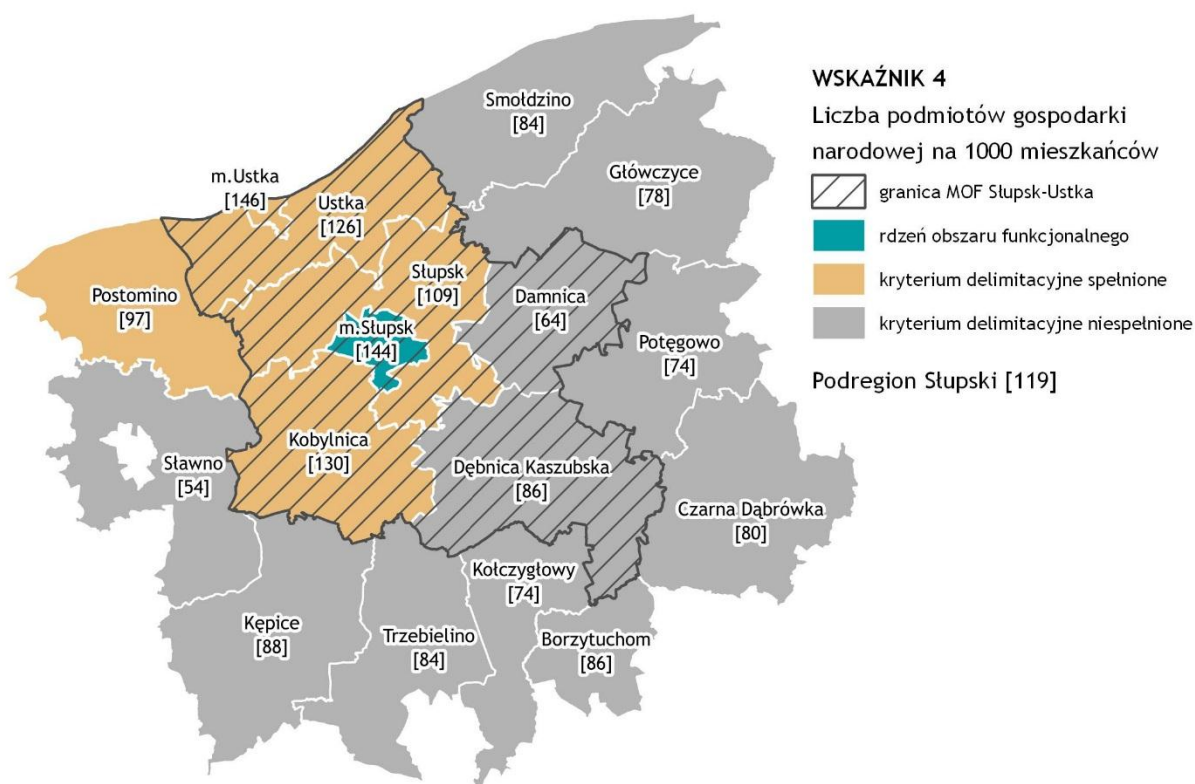 WSKAŹNIK 4
Liczba podmiotów gospodarki
narodowej na 1000 mieszkańców
granica MOF Słupsk-Ustka
rdzeń obszaru funkcjonalnego
kryterium delimitacyjne spełnione
kryterium delimitacyjne niespełnione
Podregion Słupski [119]
Smołdzino
[84]
Główczyce
[78]
m.Ustka
[146]
Ustka
[126]
Słupsk
[109]
Postomino
[97]
Damnica
[64]
m.Słupsk
[144]
Potęgowo
[74]
Kobylnica
[130]
Sławno
[54]
Dębnica Kaszubska
[86]
Czarna Dąbrówka
[80]
Kołczygłowy
[74]
Kępice
[88]
Trzebielino
[84]
Borzytuchom
[86]